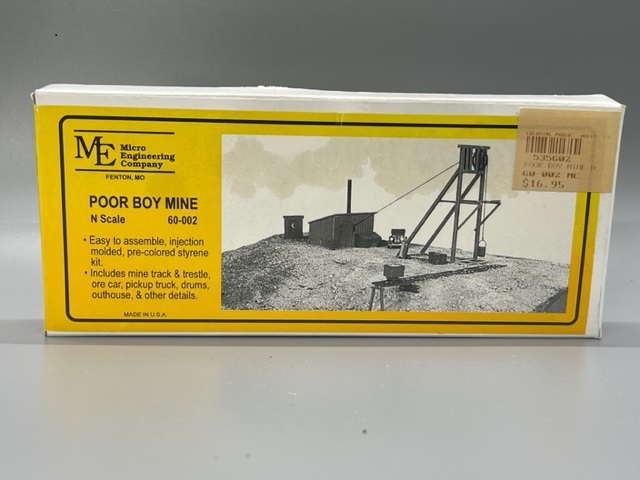 ME
Micro
Engineering
Company
FENTON, MO
POOR BOY MINE
N Scale 60-002
• Easy to assemble, injection
molded, pre-colored styrene
kit.
• Includes mine track & trestle,
ore car, pickup truck, drums,
outhouse, & other details.
MADE IN U.S.A
535602
POOR BOY MINE
60-002 ME
$16.95